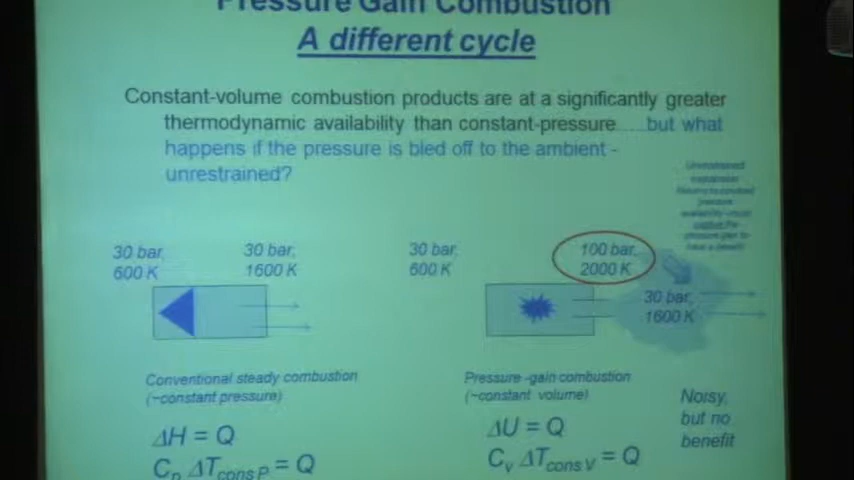 Pressure Gain Combustion
A different cycle
Constant-volume combustion products are at a significantly greater
thermodynamic availability than constant-pressure.....but what
happens if the pressure is bled off to the ambient -
unrestrained?
Unrestrained
expansion
pressure
30 bar,
600 K
30 bar,
1600 K
30 bar,
600 K
100 bar,
2000 K
30 bar,
1600 K
Conventional steady combustion
(~constant pressure)
ΔH = Q
Cp ΔTcons P = Q
Pressure -gain combustion
(~constant volume)
ΔU = Q
Cv ΔTcons V = Q
Noisy,
but no
benefit